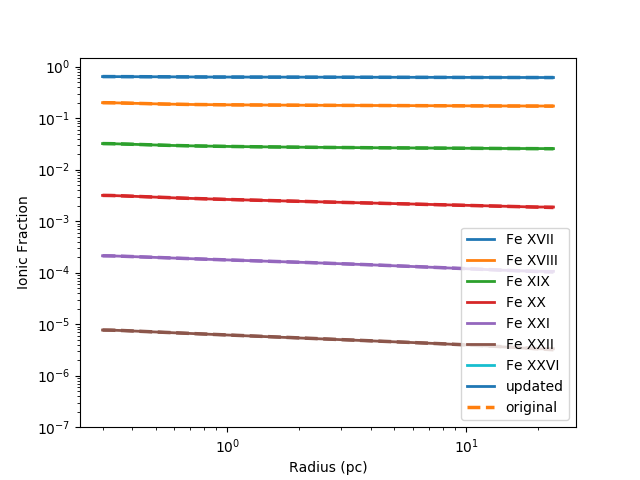 Ionic Fraction
10⁰
10⁻¹
10⁻²
10⁻³
10⁻⁴
10⁻⁵
10⁻⁶
10⁻⁷
Fe XVII
Fe XVIII
Fe XIX
Fe XX
Fe XXI
Fe XXII
Fe XXVI
updated
original
10⁰
10¹
Radius (pc)